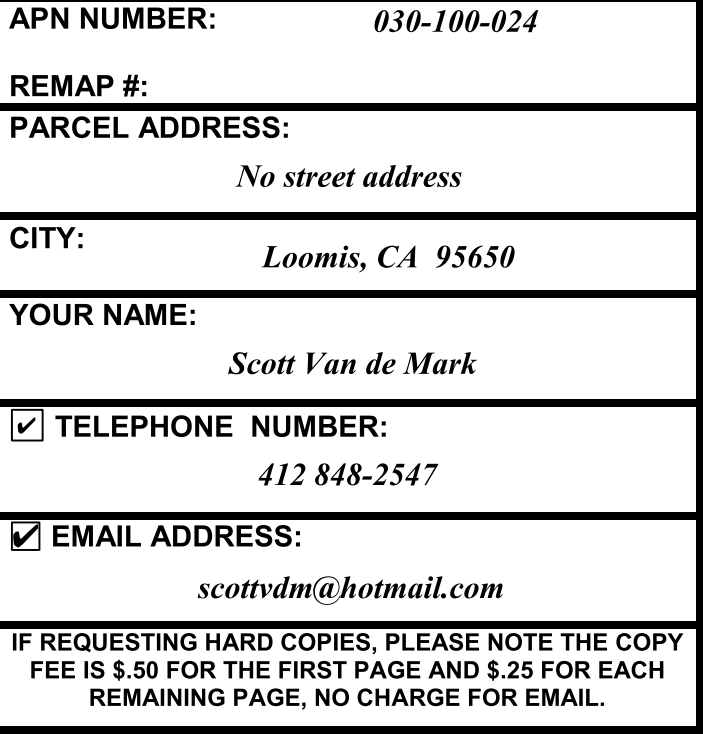 APN NUMBER: 030-100-024
REMAP #:
PARCEL ADDRESS:
No street address
CITY:
Loomis, CA 95650
YOUR NAME:
Scott Van de Mark
✔ TELEPHONE NUMBER:
412 848-2547
✔ EMAIL ADDRESS:
scottvdm@hotmail.com
IF REQUESTING HARD COPIES, PLEASE NOTE THE COPY
FEE IS $.50 FOR THE FIRST PAGE AND $.25 FOR EACH
REMAINING PAGE, NO CHARGE FOR EMAIL.